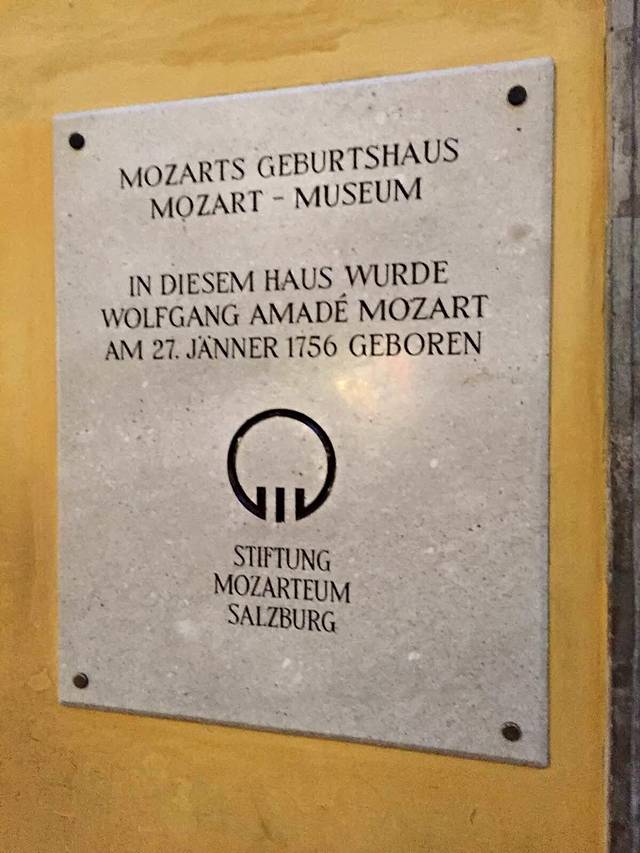 MOZARTS GEBURTSHAUS
MOZART - MUSEUM
IN DIESEM HAUS WURDE
WOLFGANG AMADÉ MOZART
AM 27. JÄNNER 1756 GEBOREN
STIFTUNG
MOZARTEUM
SALZBURG